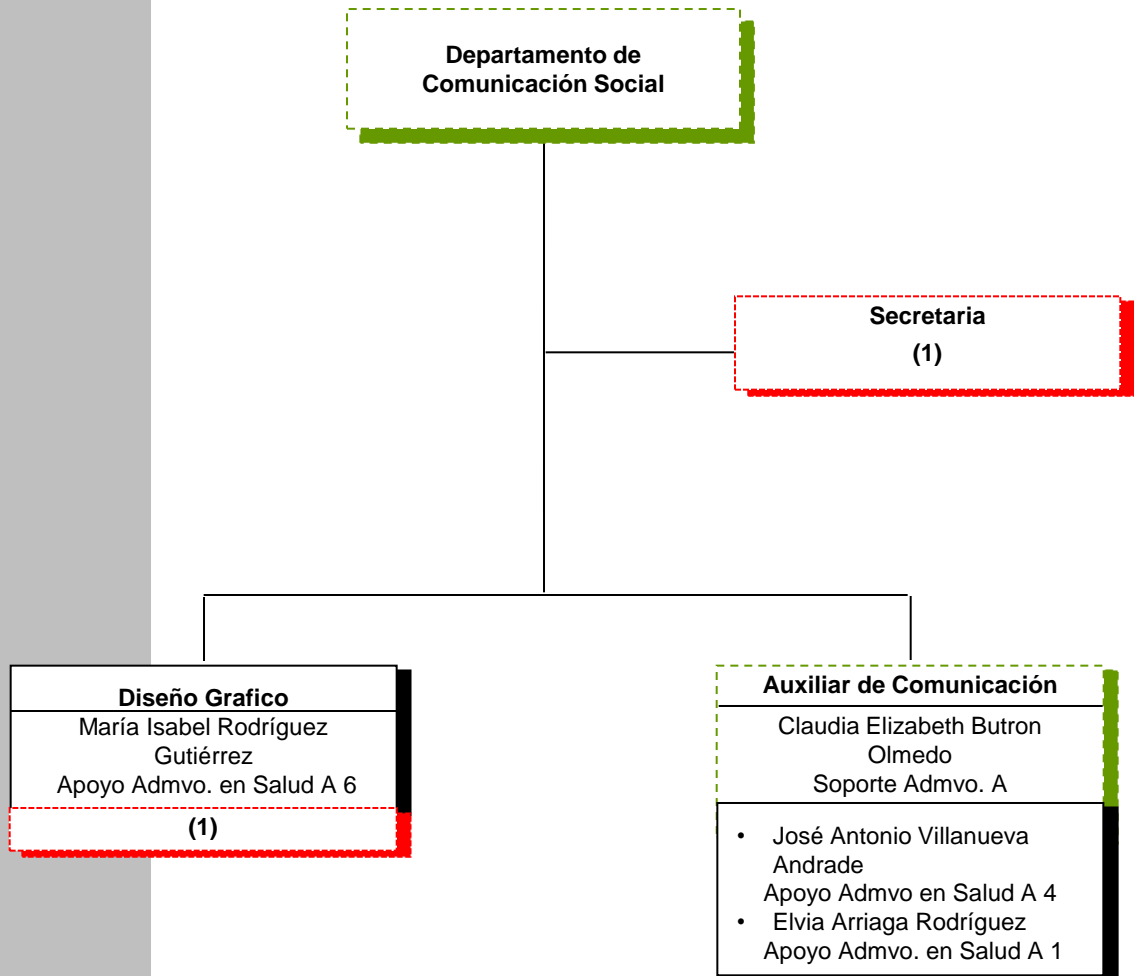 Departamento de
Comunicación Social
Secretaria
(1)
Diseño Grafico
María Isabel Rodríguez
Gutiérrez
Apoyo Admvo. en Salud A 6
(1)
Auxiliar de Comunicación
Claudia Elizabeth Butron
Olmedo
Soporte Admvo. A
• José Antonio Villanueva
Andrade
Apoyo Admvo en Salud A 4
• Elvia Arriaga Rodríguez
Apoyo Admvo. en Salud A 1